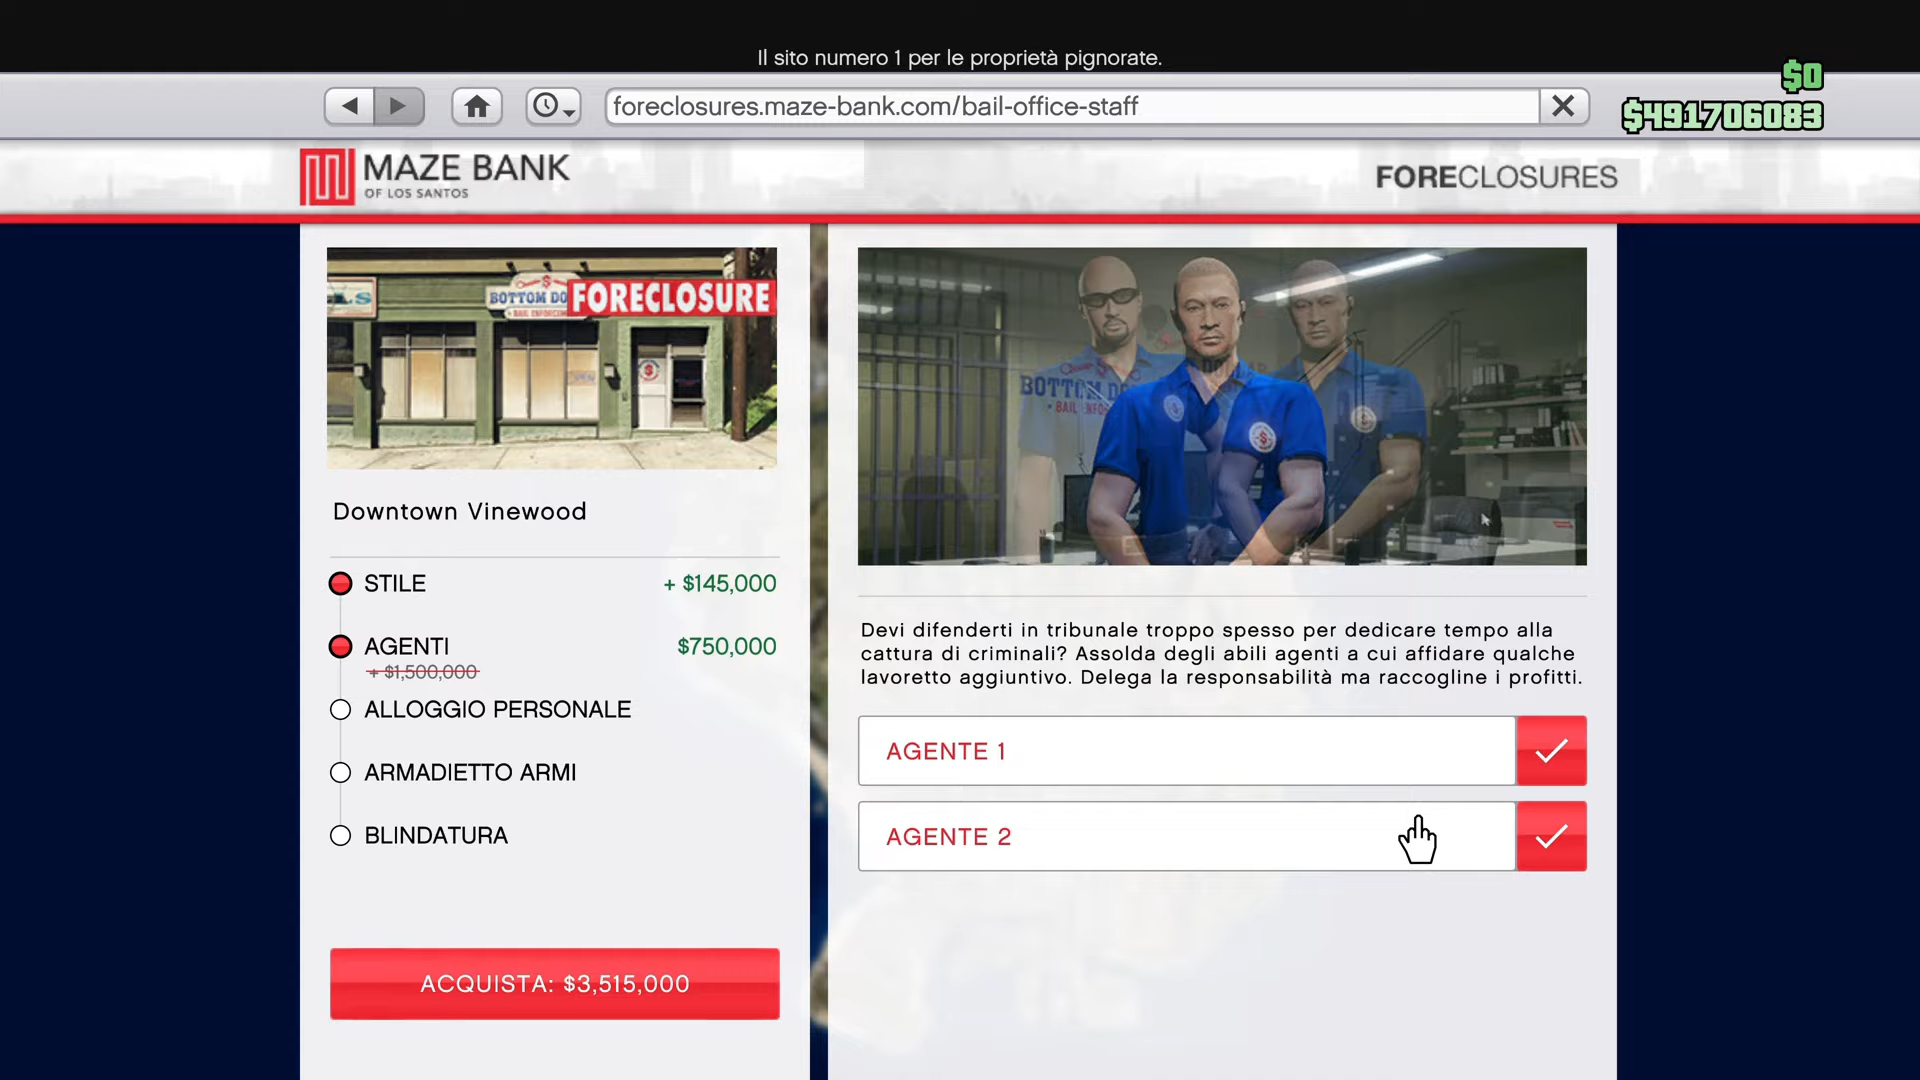 Il sito numero 1 per le proprietà pignorate.
$0
foreclosures.maze-bank.com/bail-office-staff
$491706083
MAZE BANK
OF LOS SANTOS
FORECLOSURES
BOTTOM DO
FORECLOSURE
BOTTOM DO
Downtown Vinewood
STILE + $145,000
AGENTI $750,000
+ $1,500,000
ALLOGGIO PERSONALE
ARMADIETTO ARMI
BLINDATURA
ACQUISTA: $3,515,000
Devi difenderti in tribunale troppo spesso per dedicare tempo alla
cattura di criminali? Assolda degli abili agenti a cui affidare qualche
lavoretto aggiuntivo. Delega la responsabilità ma raccogline i profitti.
AGENTE 1
AGENTE 2